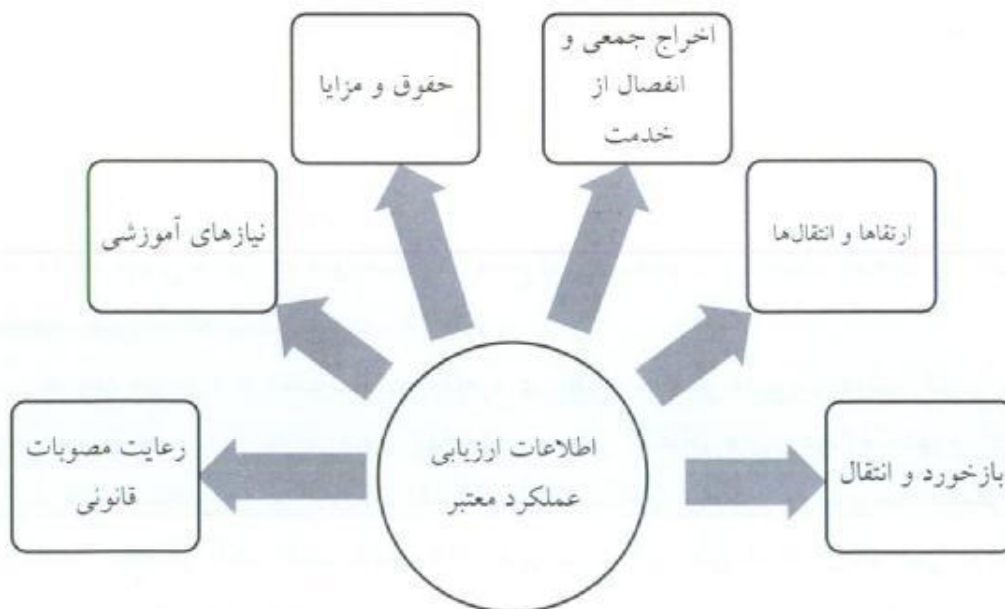 اخراج جمعی و
انفصال از
خدمت
حقوق و مزایا
ارتقاها و انتقال‌ها
نیازهای آموزشی
بازخورد و انتقال
اطلاعات ارزیابی
عملکرد معتبر
رعایت مصوبات
قانونی